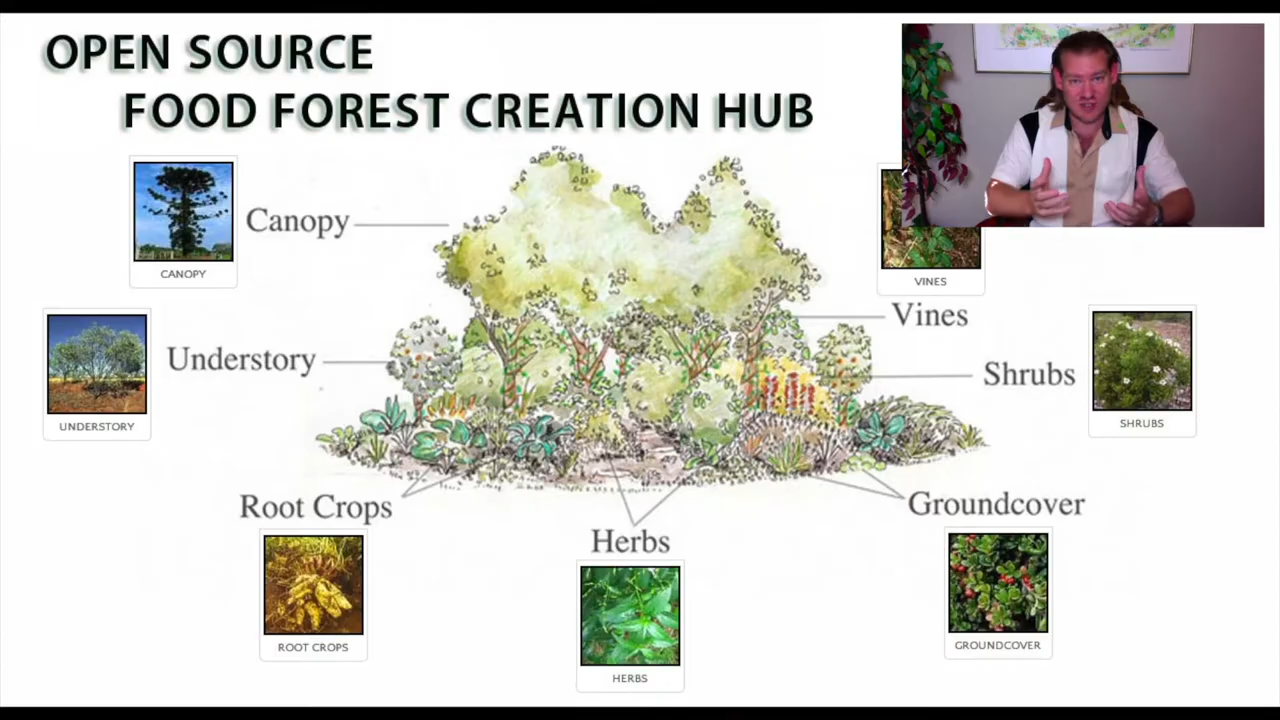 OPEN SOURCE
FOOD FOREST CREATION HUB
CANOPY
Canopy
VINES
Vines
UNDERSTORY
Understory
SHRUBS
Shrubs
Root Crops
ROOT CROPS
Herbs
HERBS
Groundcover
GROUNDCOVER